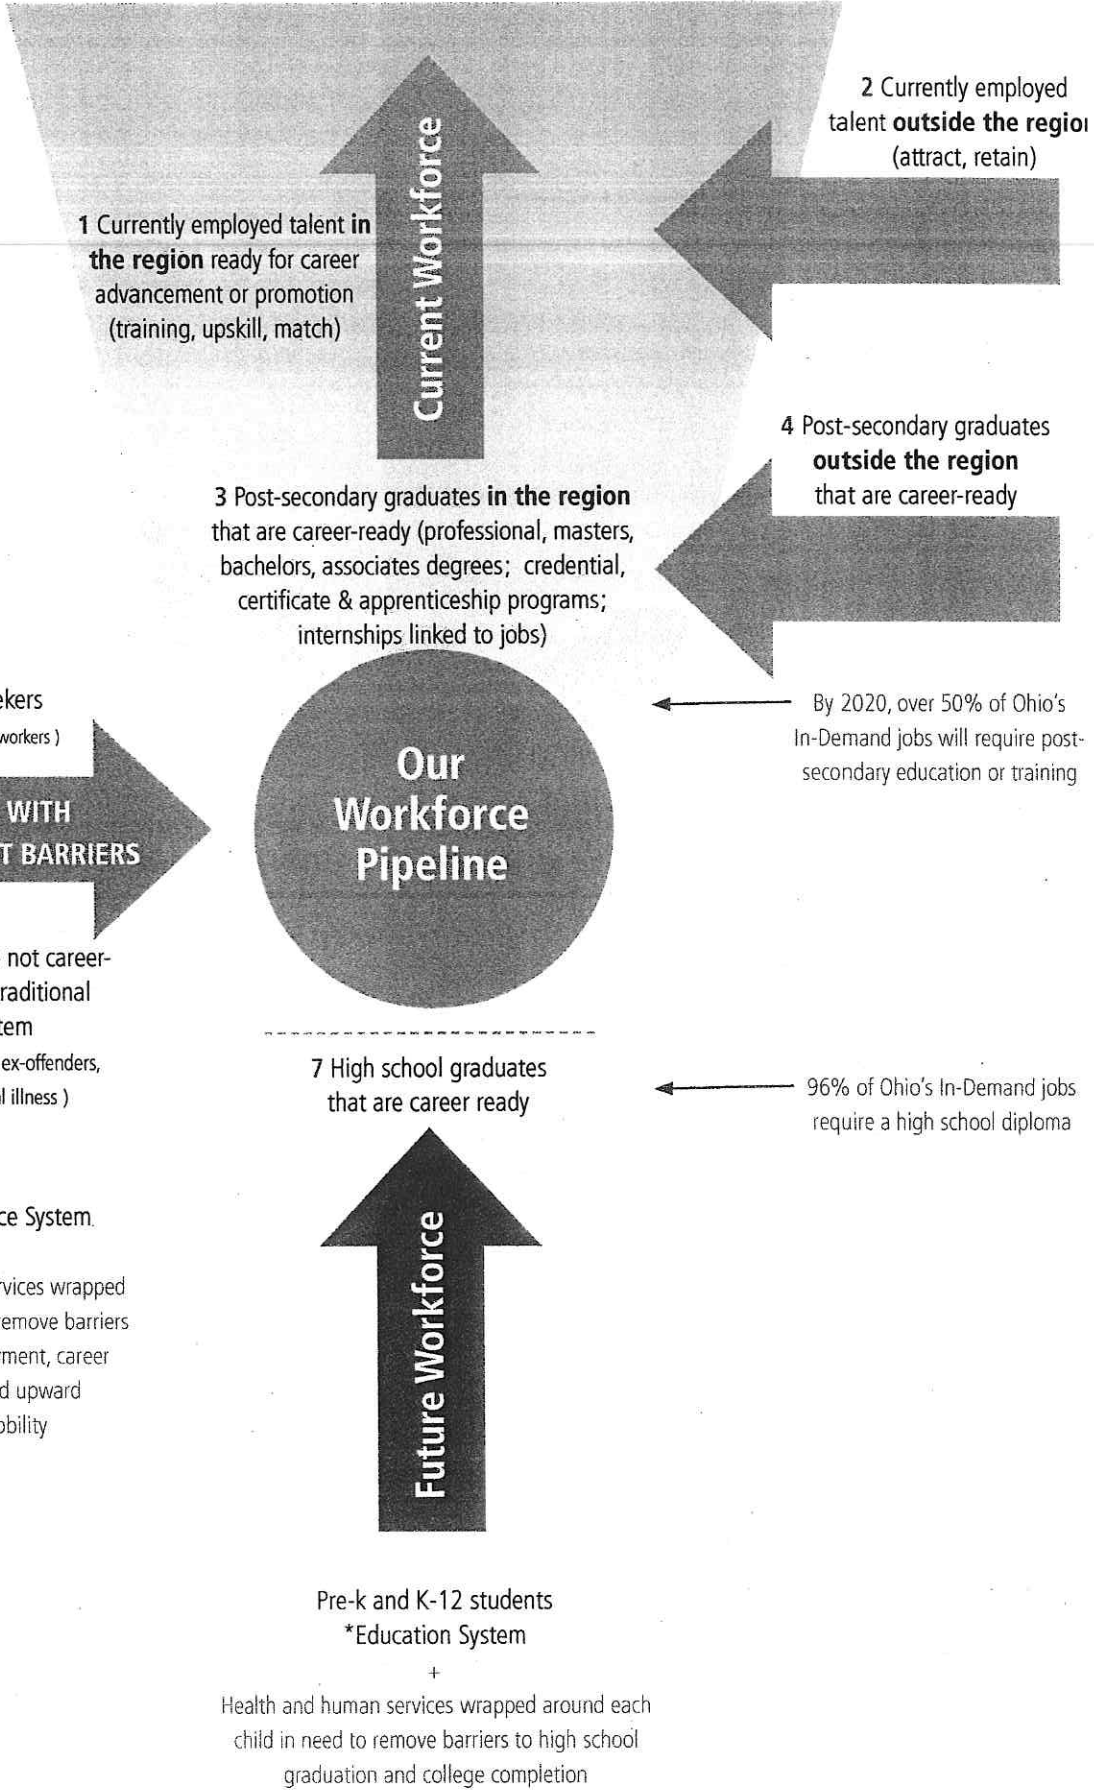 2 Currently employed
talent outside the region
(attract, retain)
Current Workforce
1 Currently employed talent in
the region ready for career
advancement or promotion
(training, upskill, match)
4 Post-secondary graduates
outside the region
that are career-ready
3 Post-secondary graduates in the region
that are career-ready (professional, masters,
bachelors, associates degrees; credential,
certificate & apprenticeship programs;
internships linked to jobs)
ekers
workers )
WITH
T BARRIERS
not career-
raditional
tem
ex-offenders,
l illness )
ce System.
rvices wrapped
emove barriers
ment, career
d upward
obility
Our
Workforce
Pipeline
By 2020, over 50% of Ohio's
In-Demand jobs will require post-
secondary education or training
7 High school graduates
that are career ready
96% of Ohio's In-Demand jobs
require a high school diploma
Future Workforce
Pre-k and K-12 students
*Education System
+
Health and human services wrapped around each
child in need to remove barriers to high school
graduation and college completion